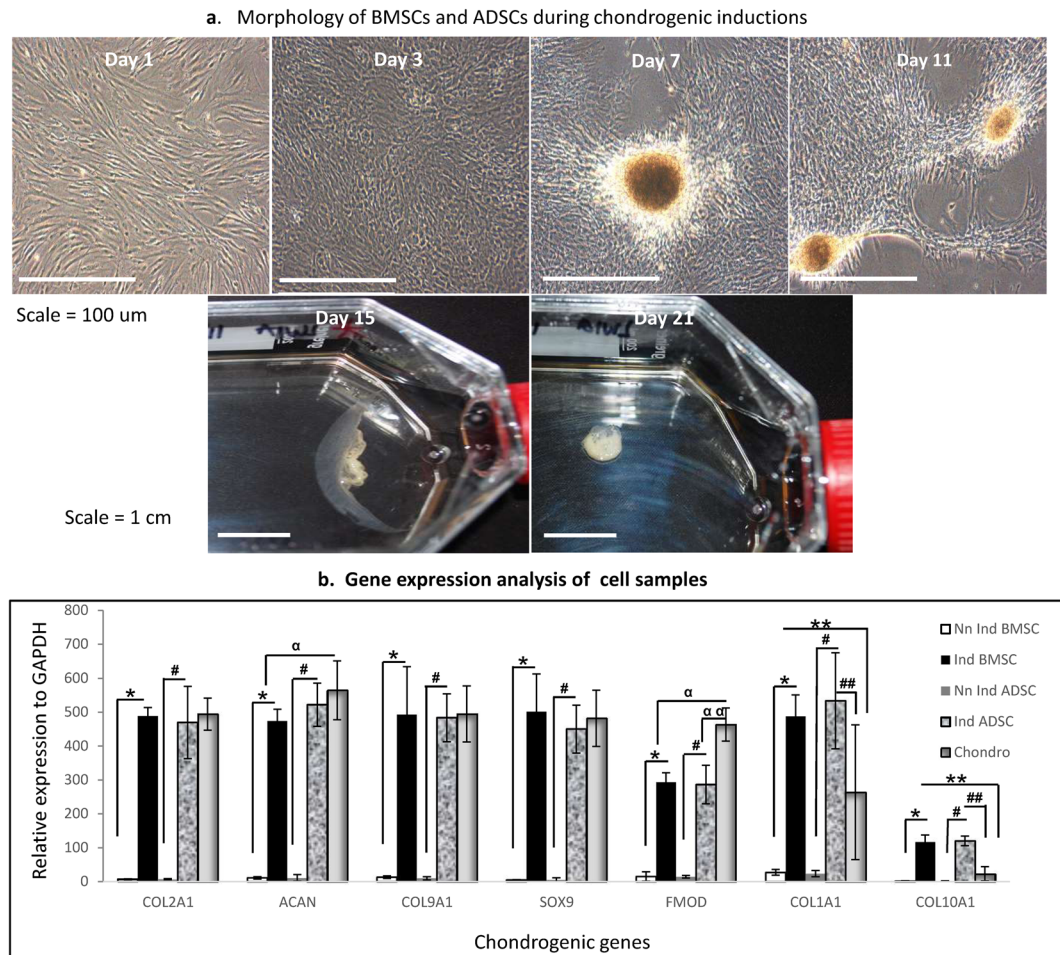 a. Morphology of BMSCs and ADSCs during chondrogenic inductions
Day 1
Day 3
Day 7
Day 11
Scale = 100 um
Day 15
Day 21
Scale = 1 cm
b. Gene expression analysis of cell samples
Relative expression to GAPDH
800
700
600
500
400
300
200
100
0
* # * α # * # * # * α # α α * # ** ## * # ** ##
Nn Ind BMSC
Ind BMSC
Nn Ind ADSC
Ind ADSC
Chondro
COL2A1 ACAN COL9A1 SOX9 FMOD COL1A1 COL10A1
Chondrogenic genes